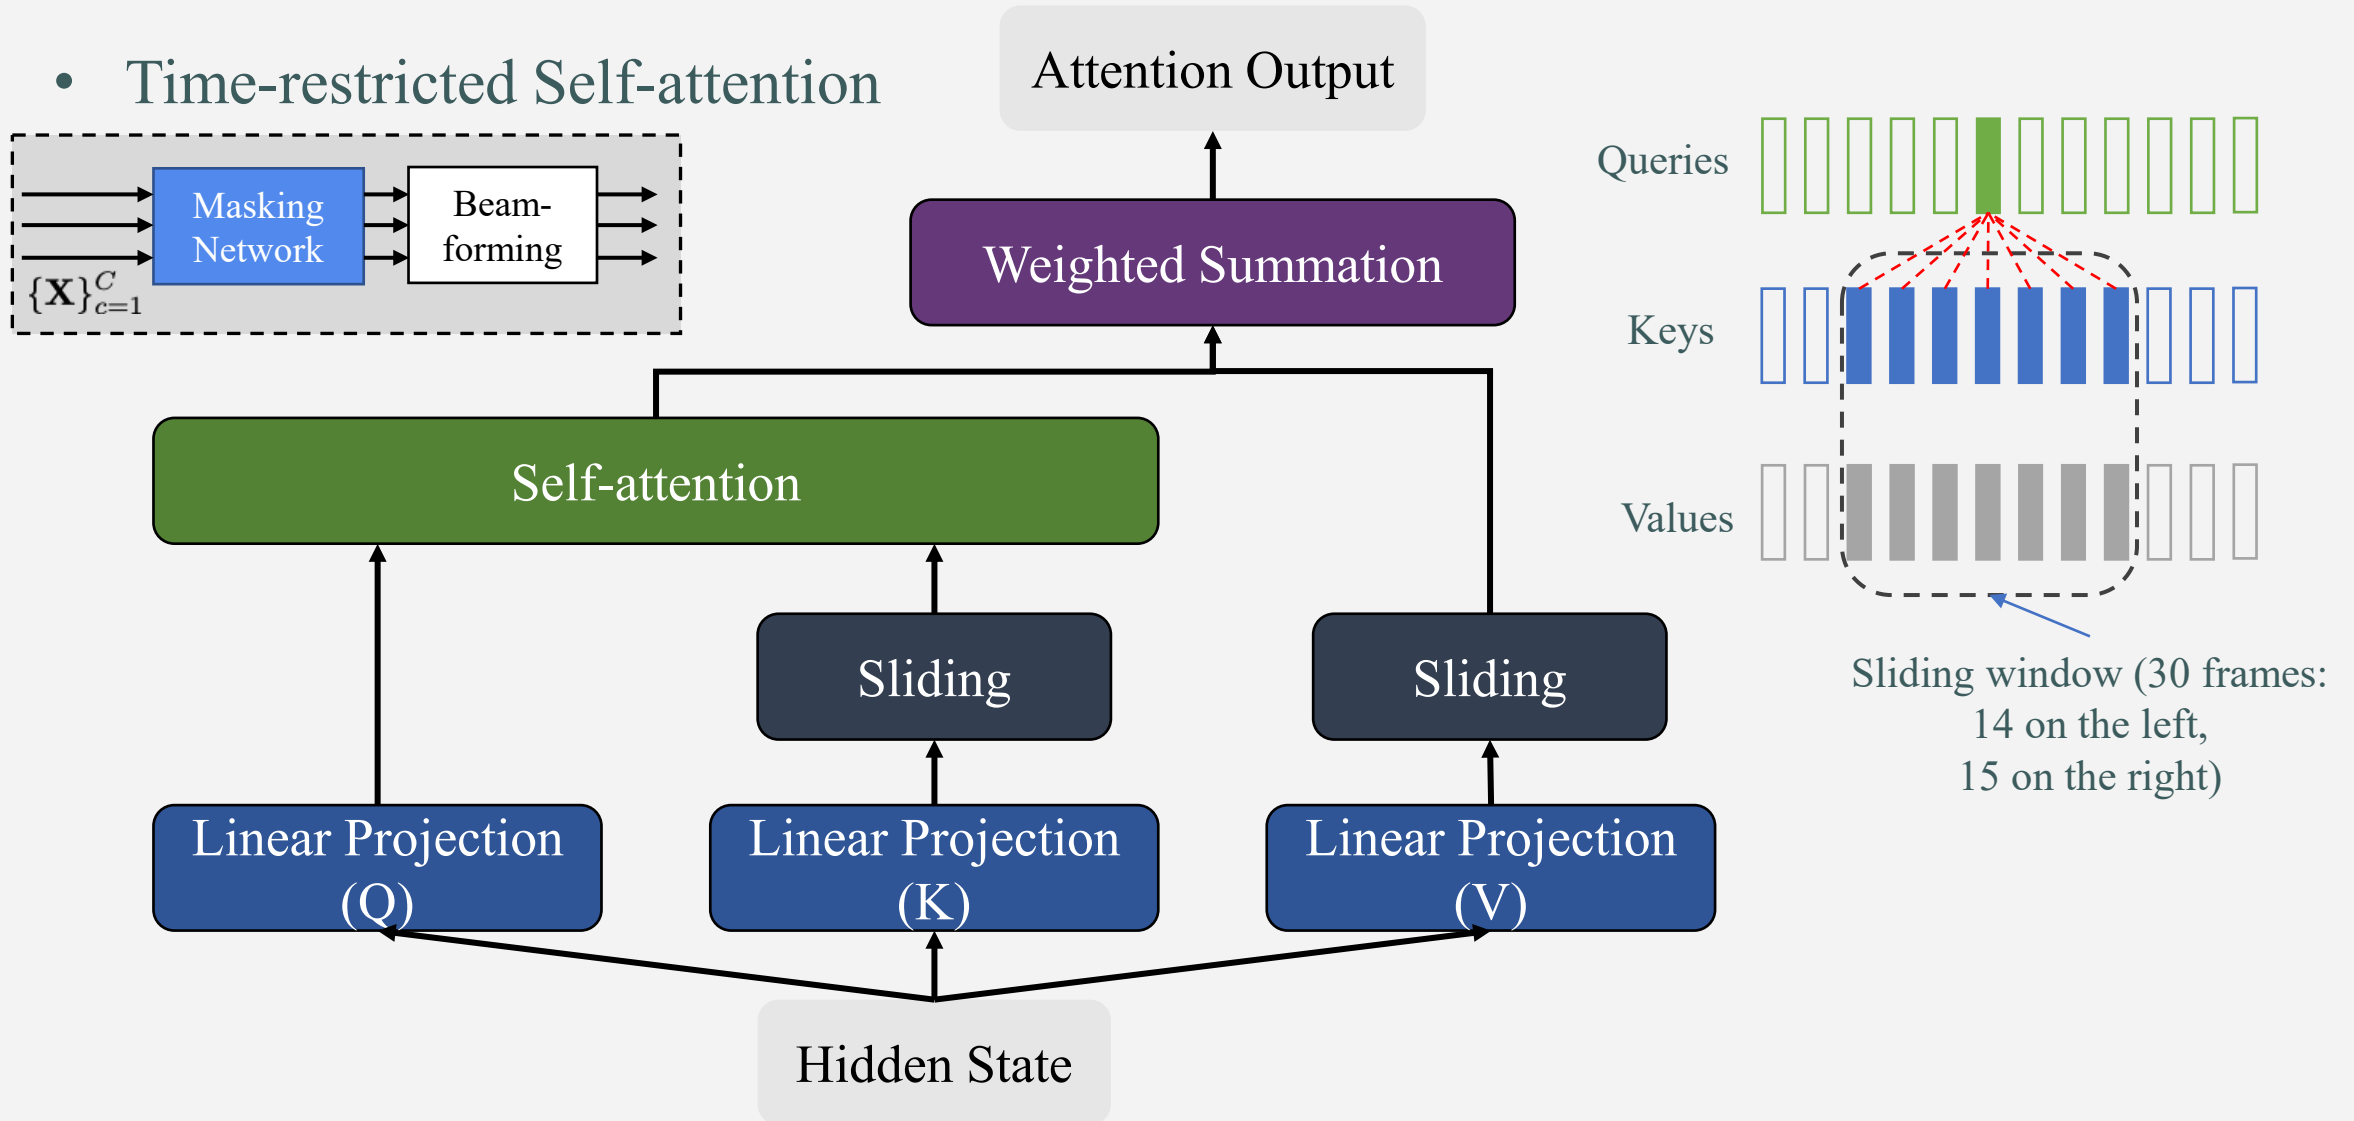 • Time-restricted Self-attention
Masking
Network
Beam-
forming
{X}_{c=1}^{C}
Attention Output
Weighted Summation
Self-attention
Sliding
Sliding
Linear Projection
(Q)
Linear Projection
(K)
Linear Projection
(V)
Hidden State
Queries
Keys
Values
Sliding window (30 frames:
14 on the left,
15 on the right)